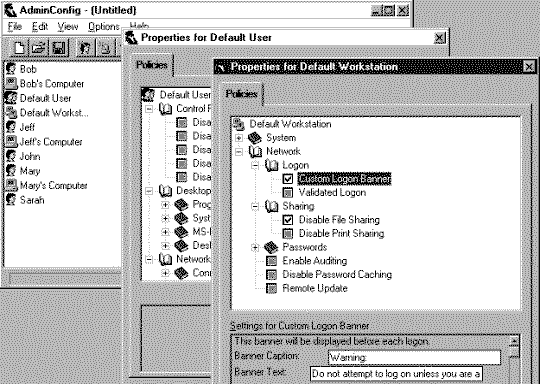 AdminConfig - (Untitled)
File Edit View Options Help
Bob
Bob's Computer
Default User
Default Workst...
Jeff
Jeff's Computer
John
Mary
Mary's Computer
Sarah
Properties for Default User
Policies
Default User
Control P
Disa
Disa
Disa
Disa
Disa
Desktop
Prog
Syst
MS-
Desl
Network
Conr
Properties for Default Workstation
Policies
Default Workstation
System
Network
Logon
Custom Logon Banner
Validated Logon
Sharing
Disable File Sharing
Disable Print Sharing
Passwords
Enable Auditing
Disable Password Caching
Remote Update
Settings for Custom Logon Banner
This banner will be displayed before each logon.
Banner Caption: Warning:
Banner Text: Do not attempt to log on unless you are a